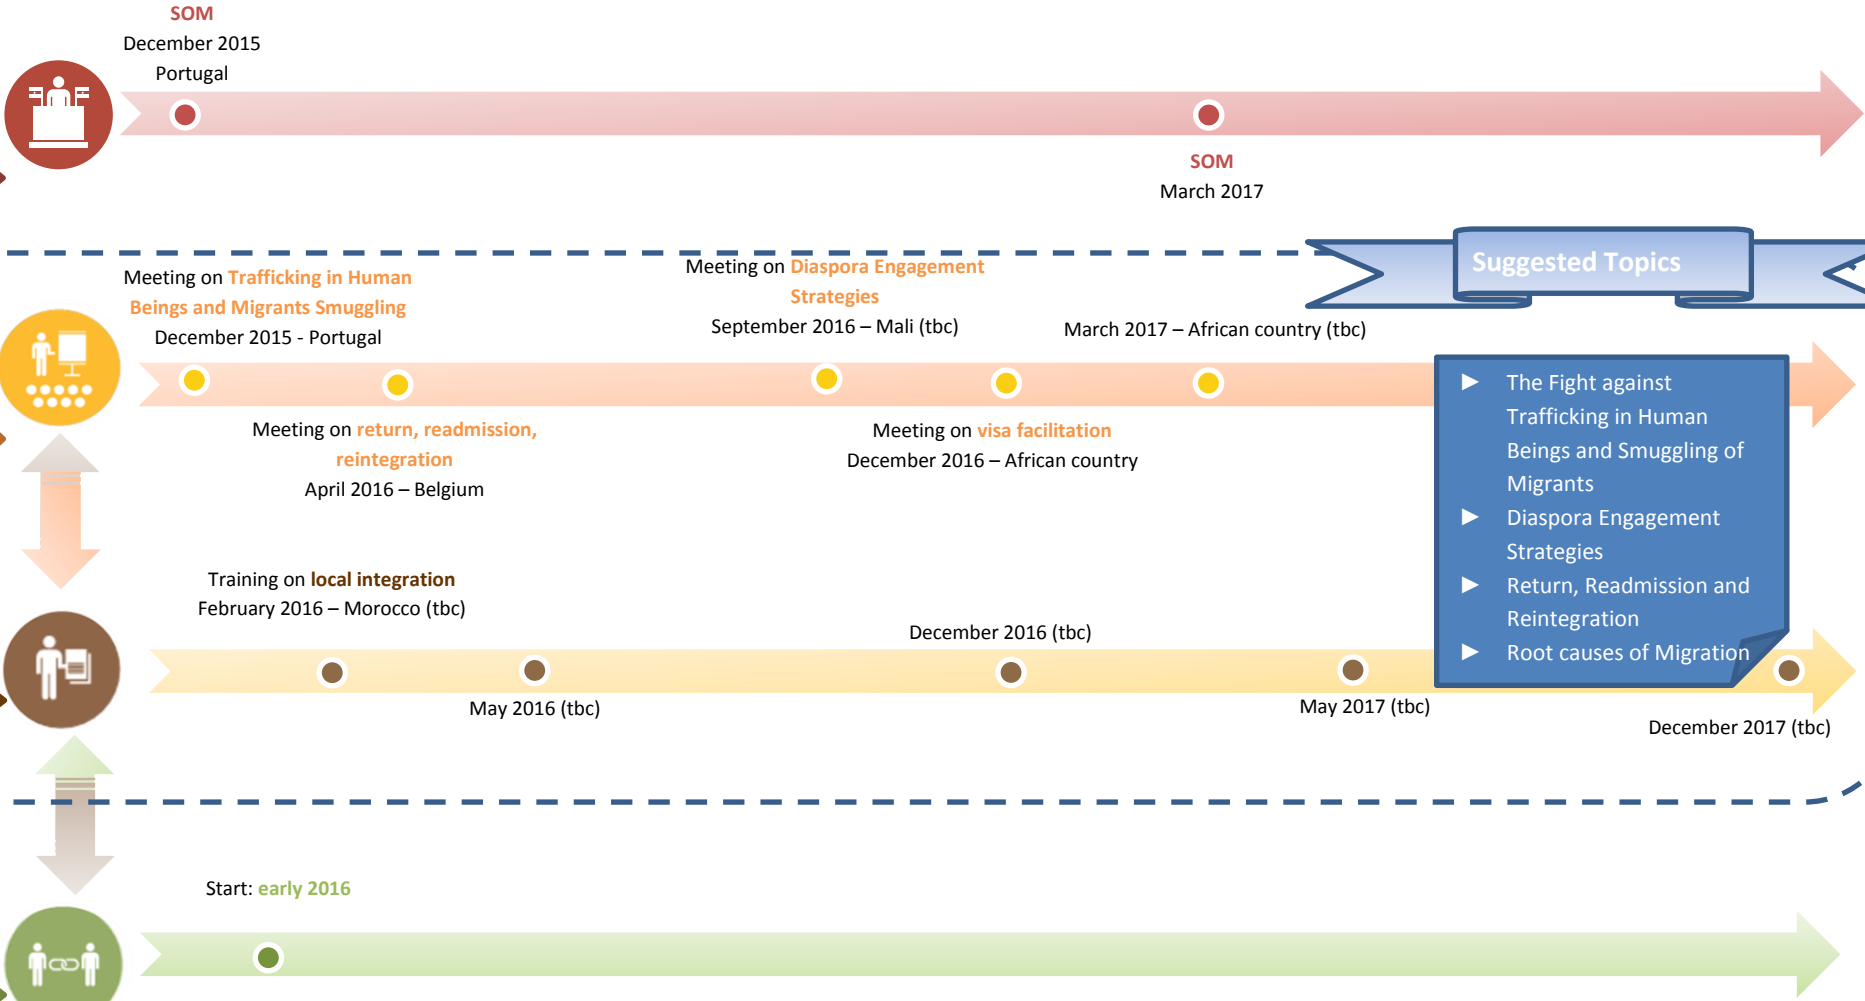 SOM
December 2015
Portugal
SOM
March 2017
Suggested Topics
Meeting on Trafficking in Human
Beings and Migrants Smuggling
December 2015 - Portugal
Meeting on Diaspora Engagement
Strategies
September 2016 – Mali (tbc)
March 2017 – African country (tbc)
Meeting on return, readmission,
reintegration
April 2016 – Belgium
Meeting on visa facilitation
December 2016 – African country
► The Fight against
Trafficking in Human
Beings and Smuggling of
Migrants
► Diaspora Engagement
Strategies
► Return, Readmission and
Reintegration
► Root causes of Migration
Training on local integration
February 2016 – Morocco (tbc)
December 2016 (tbc)
May 2016 (tbc)
May 2017 (tbc)
December 2017 (tbc)
Start: early 2016